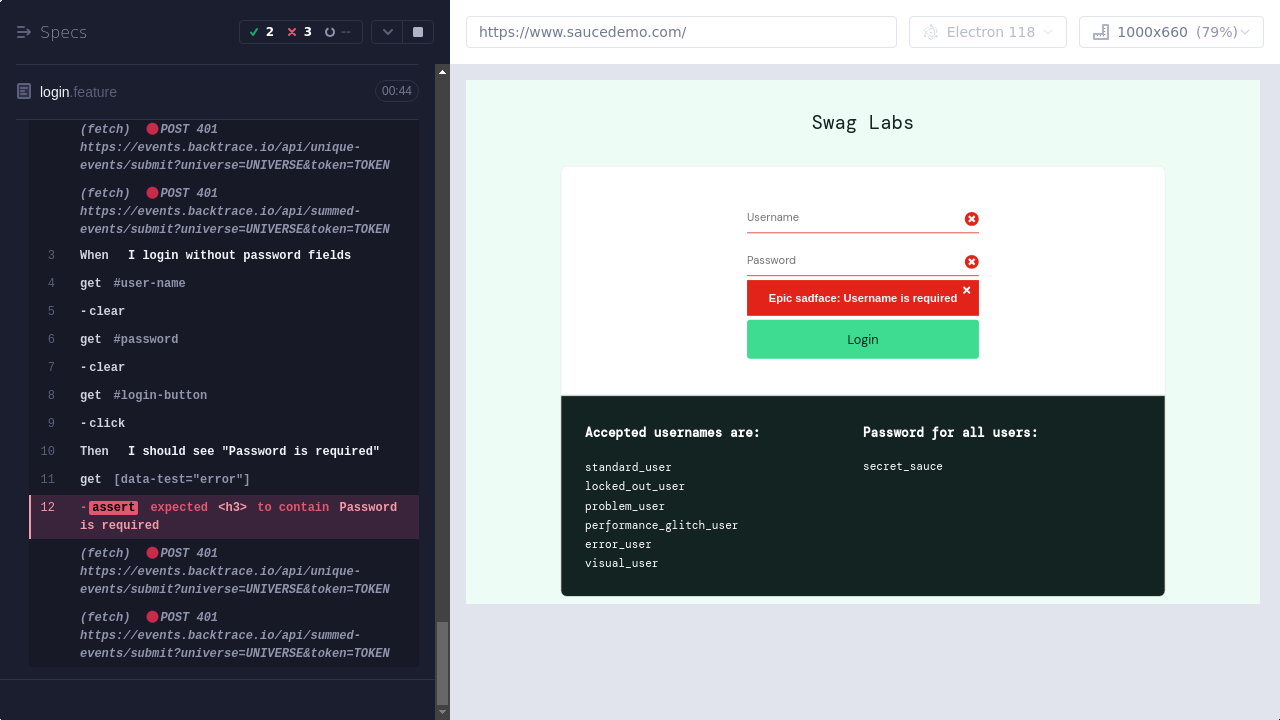 Specs
2
3
--
login.feature
00:44
(fetch) POST 401
https://events.backtrace.io/api/unique-
events/submit?universe=UNIVERSE&token=TOKEN
(fetch) POST 401
https://events.backtrace.io/api/summed-
events/submit?universe=UNIVERSE&token=TOKEN
3 When I login without password fields
4 get #user-name
5 -clear
6 get #password
7 -clear
8 get #login-button
9 -click
10 Then I should see "Password is required"
11 get [data-test="error"]
12 -assert expected <h3> to contain Password
is required
(fetch) POST 401
https://events.backtrace.io/api/unique-
events/submit?universe=UNIVERSE&token=TOKEN
(fetch) POST 401
https://events.backtrace.io/api/summed-
events/submit?universe=UNIVERSE&token=TOKEN
https://www.saucedemo.com/
Electron 118
1000x660 (79%)
Swag Labs
Username
Password
Epic sadface: Username is required
Login
Accepted usernames are:
standard_user
locked_out_user
problem_user
performance_glitch_user
error_user
visual_user
Password for all users:
secret_sauce